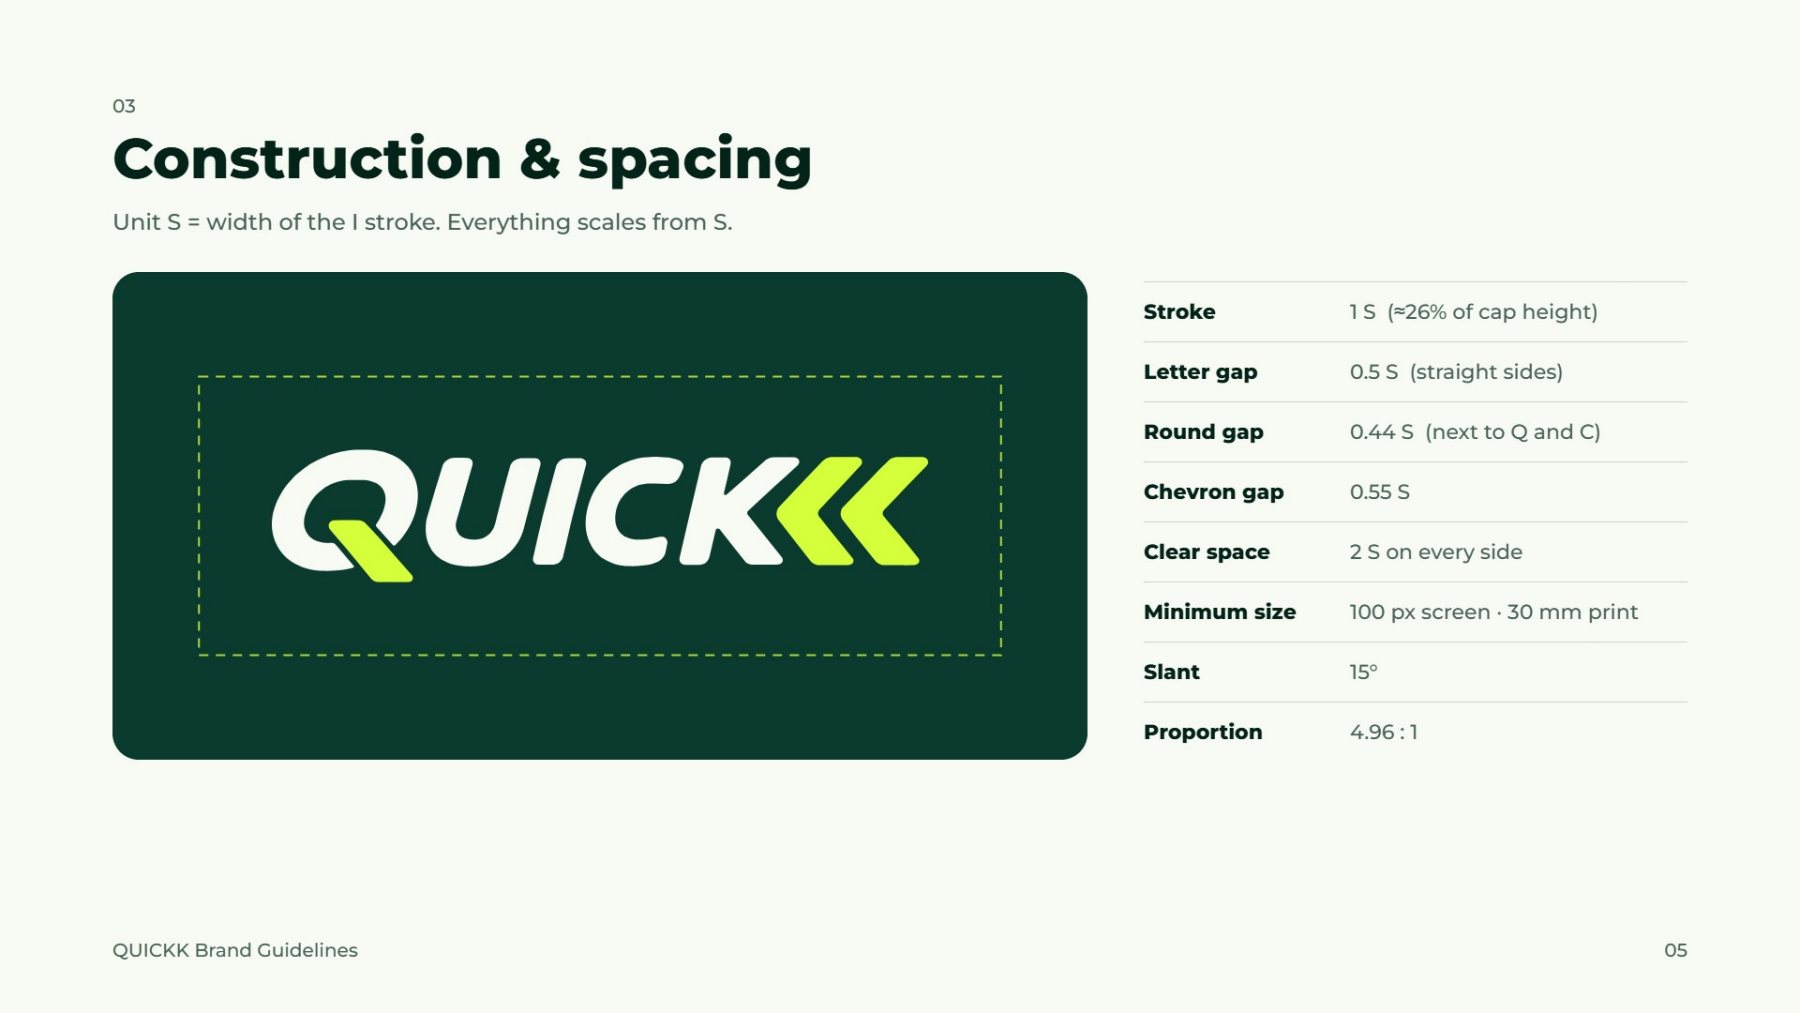 03
Construction & spacing
Unit S = width of the I stroke. Everything scales from S.
QUICK
Stroke 1 S (≈26% of cap height)
Letter gap 0.5 S (straight sides)
Round gap 0.44 S (next to Q and C)
Chevron gap 0.55 S
Clear space 2 S on every side
Minimum size 100 px screen · 30 mm print
Slant 15°
Proportion 4.96 : 1
QUICKK Brand Guidelines
05